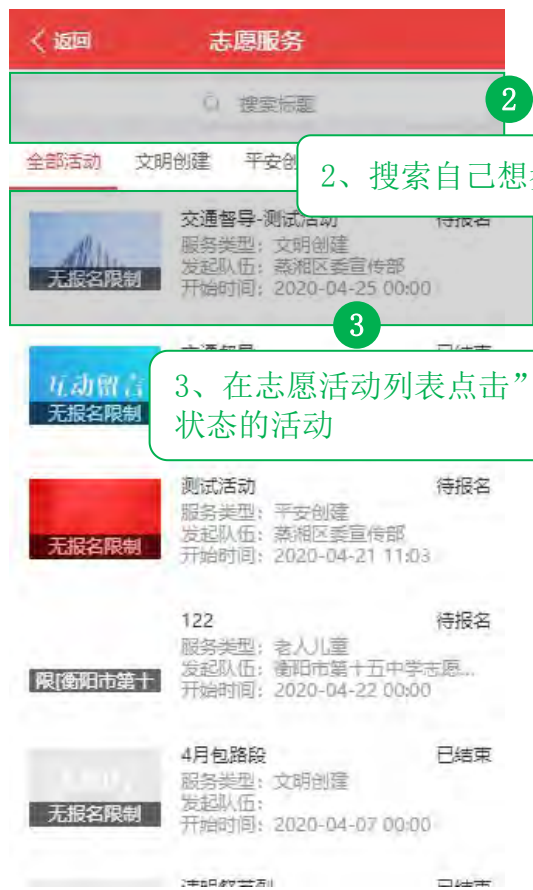 返回 志愿服务
搜索标题
2
全部活动 文明创建 平安创
2、搜索自己想
交通督导-测试活动 待报名
服务类型：文明创建
发起队伍：蒸湘区委宣传部
开始时间：2020-04-25 00:00
无报名限制
3
互动留言
无报名限制
3、在志愿活动列表点击”
状态的活动
测试活动 待报名
服务类型：平安创建
发起队伍：蒸湘区委宣传部
开始时间：2020-04-21 11:03
无报名限制
122 待报名
服务类型：老人儿童
发起队伍：衡阳市第十五中学志愿...
开始时间：2020-04-22 00:00
限[衡阳市第十
4月包路段 已结束
服务类型：文明创建
发起队伍：
开始时间：2020-04-07 00:00
无报名限制